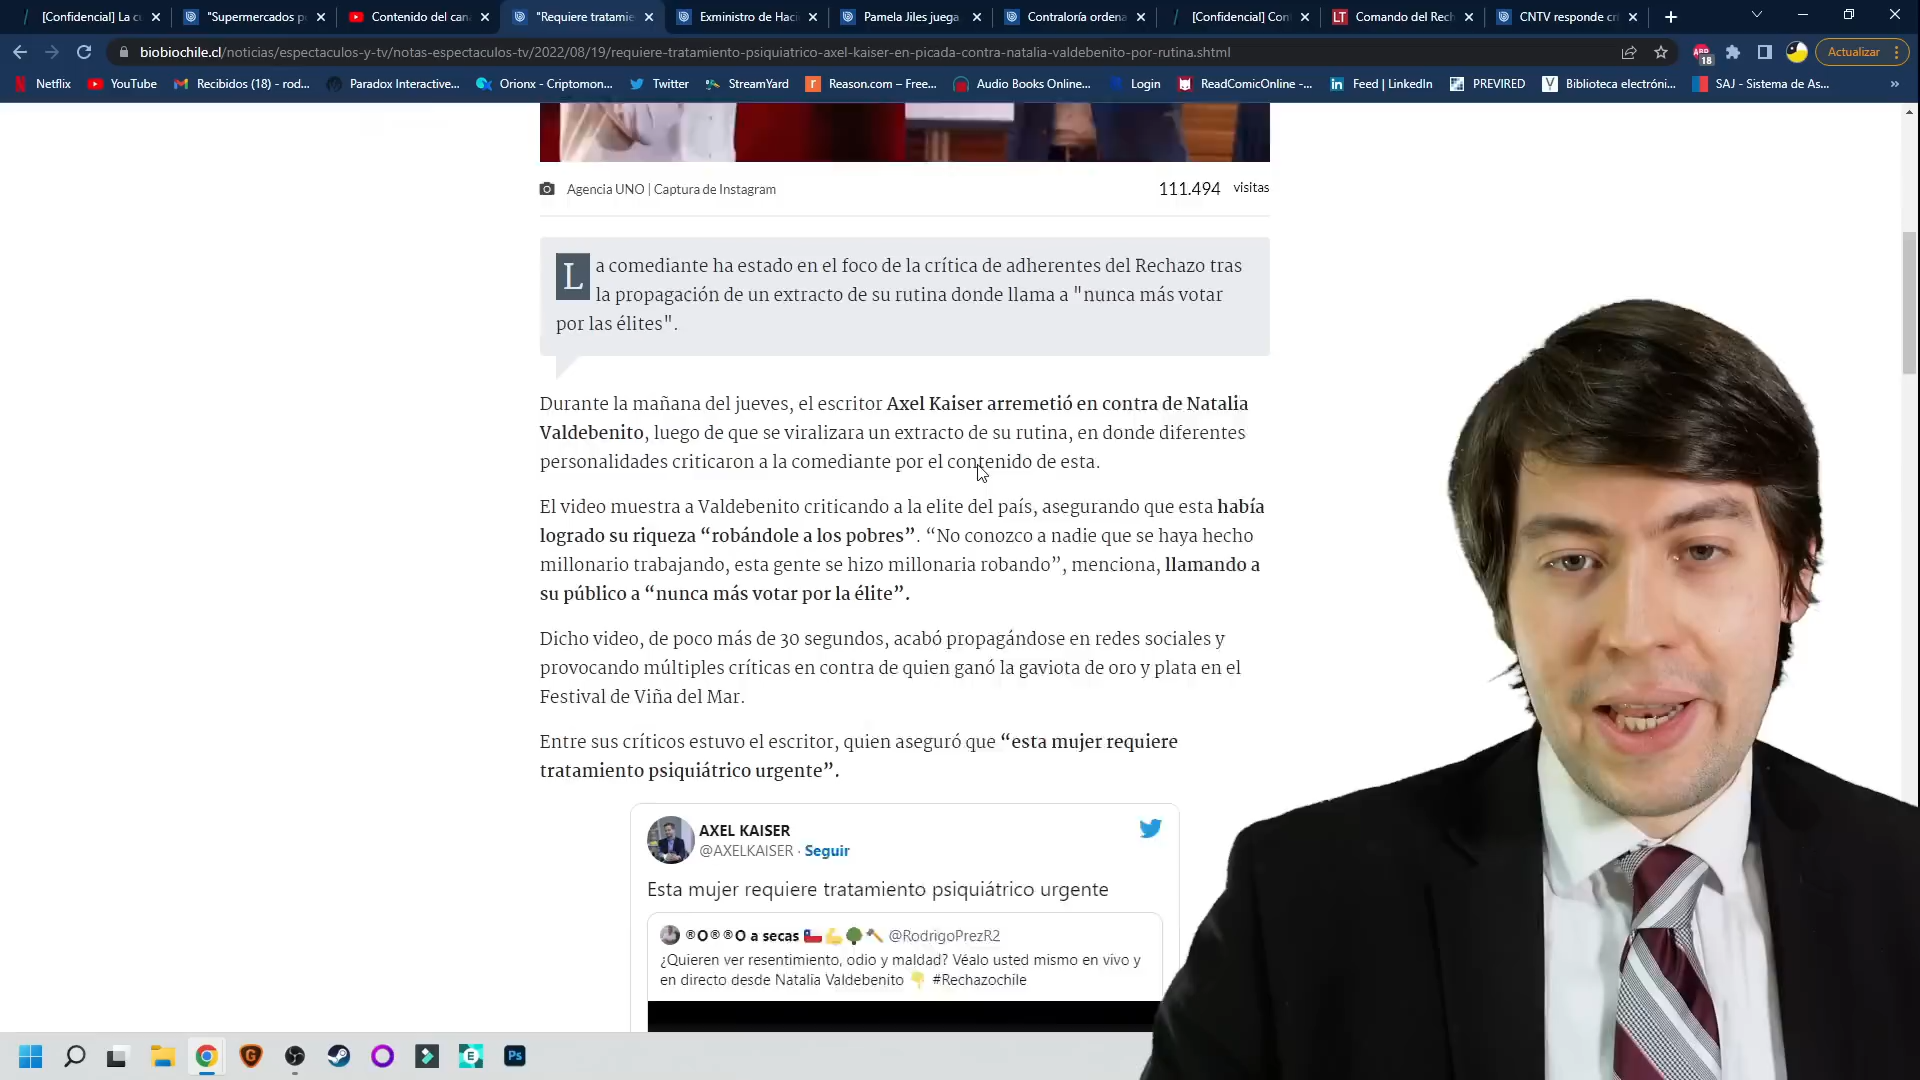 [Confidencial] La c
"Supermercados p
Contenido del can
"Requiere tratamie
Exministro de Haci
Pamela Jiles juega
Contraloría ordena
[Confidencial] Con
Comando del Rech
CNTV responde cr
biobiochile.cl/noticias/espectaculos-y-tv/notas-espectaculos-tv/2022/08/19/requiere-tratamiento-psiquiatrico-axel-kaiser-en-picada-contra-natalia-valdebenito-por-rutina.shtml
18
Actualizar
Netflix
YouTube
Recibidos (18) - rod...
Paradox Interactive...
Orionx - Criptomon...
Twitter
StreamYard
Reason.com – Free...
Audio Books Online...
Login
ReadComicOnline -...
Feed | LinkedIn
PREVIRED
Biblioteca electróni...
SAJ - Sistema de As...
Agencia UNO | Captura de Instagram
111.494 visitas
La comediante ha estado en el foco de la crítica de adherentes del Rechazo tras
la propagación de un extracto de su rutina donde llama a "nunca más votar
por las élites".
Durante la mañana del jueves, el escritor Axel Kaiser arremetió en contra de Natalia
Valdebenito, luego de que se viralizara un extracto de su rutina, en donde diferentes
personalidades criticaron a la comediante por el contenido de esta.
El video muestra a Valdebenito criticando a la elite del país, asegurando que esta había
logrado su riqueza “robándole a los pobres”. “No conozco a nadie que se haya hecho
millonario trabajando, esta gente se hizo millonaria robando”, menciona, llamando a
su público a “nunca más votar por la élite”.
Dicho video, de poco más de 30 segundos, acabó propagándose en redes sociales y
provocando múltiples críticas en contra de quien ganó la gaviota de oro y plata en el
Festival de Viña del Mar.
Entre sus críticos estuvo el escritor, quien aseguró que “esta mujer requiere
tratamiento psiquiátrico urgente”.
AXEL KAISER
@AXELKAISER · Seguir
Esta mujer requiere tratamiento psiquiátrico urgente
®O®®O a secas 🇨🇱💪🌳🪓 @RodrigoPrezR2
¿Quieren ver resentimiento, odio y maldad? Véalo usted mismo en vivo y
en directo desde Natalia Valdebenito 👇 #Rechazochile